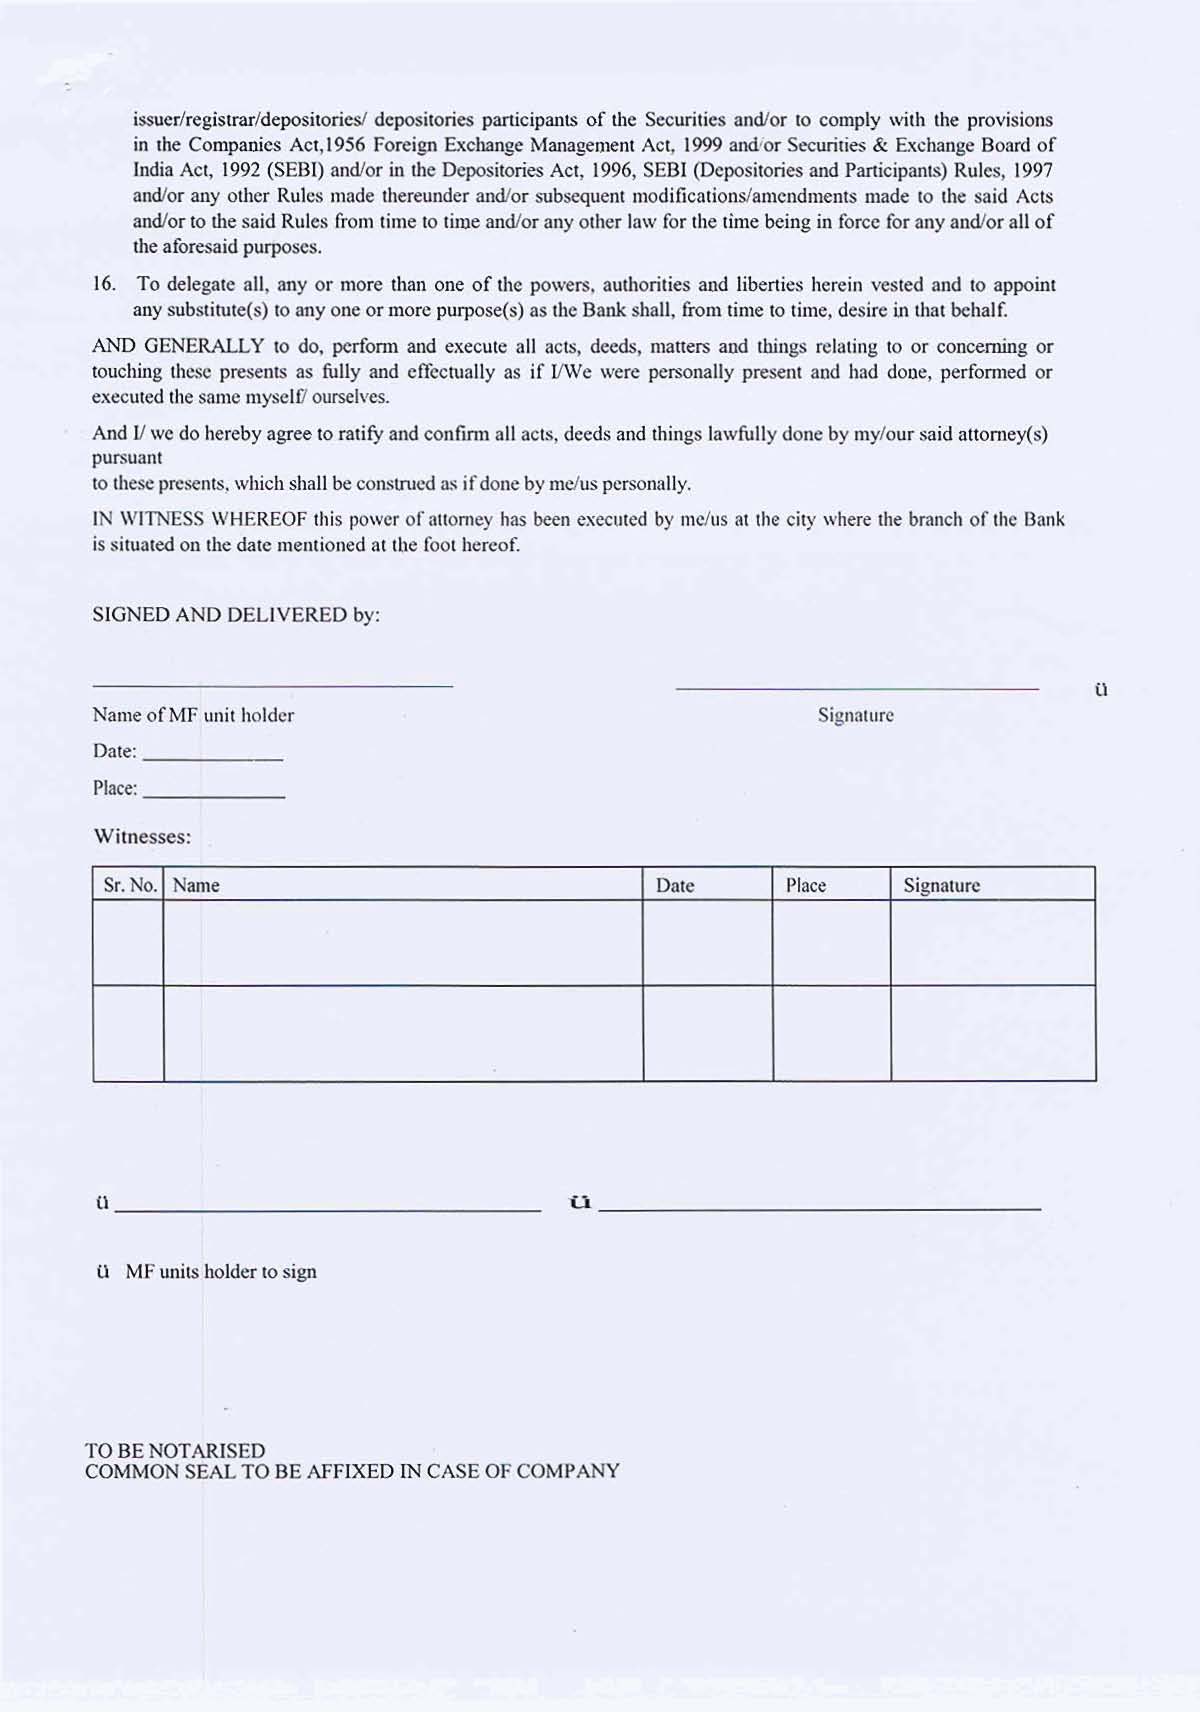 issuer/registrar/depositories/ depositories participants of the Securities and/or to comply with the provisions
in the Companies Act,1956 Foreign Exchange Management Act, 1999 and/or Securities & Exchange Board of
India Act, 1992 (SEBI) and/or in the Depositories Act, 1996, SEBI (Depositories and Participants) Rules, 1997
and/or any other Rules made thereunder and/or subsequent modifications/amendments made to the said Acts
and/or to the said Rules from time to time and/or any other law for the time being in force for any and/or all of
the aforesaid purposes.
16. To delegate all, any or more than one of the powers, authorities and liberties herein vested and to appoint
any substitute(s) to any one or more purpose(s) as the Bank shall, from time to time, desire in that behalf.
AND GENERALLY to do, perform and execute all acts, deeds, matters and things relating to or concerning or
touching these presents as fully and effectually as if I/We were personally present and had done, performed or
executed the same myself/ ourselves.
And I/ we do hereby agree to ratify and confirm all acts, deeds and things lawfully done by my/our said attorney(s)
pursuant
to these presents, which shall be construed as if done by me/us personally.
IN WITNESS WHEREOF this power of attorney has been executed by me/us at the city where the branch of the Bank
is situated on the date mentioned at the foot hereof.
SIGNED AND DELIVERED by:
ü
Name of MF unit holder Signature
Date:
Place:
Witnesses:
Sr. No. Name Date Place Signature
ü ü
ü MF units holder to sign
TO BE NOTARISED
COMMON SEAL TO BE AFFIXED IN CASE OF COMPANY